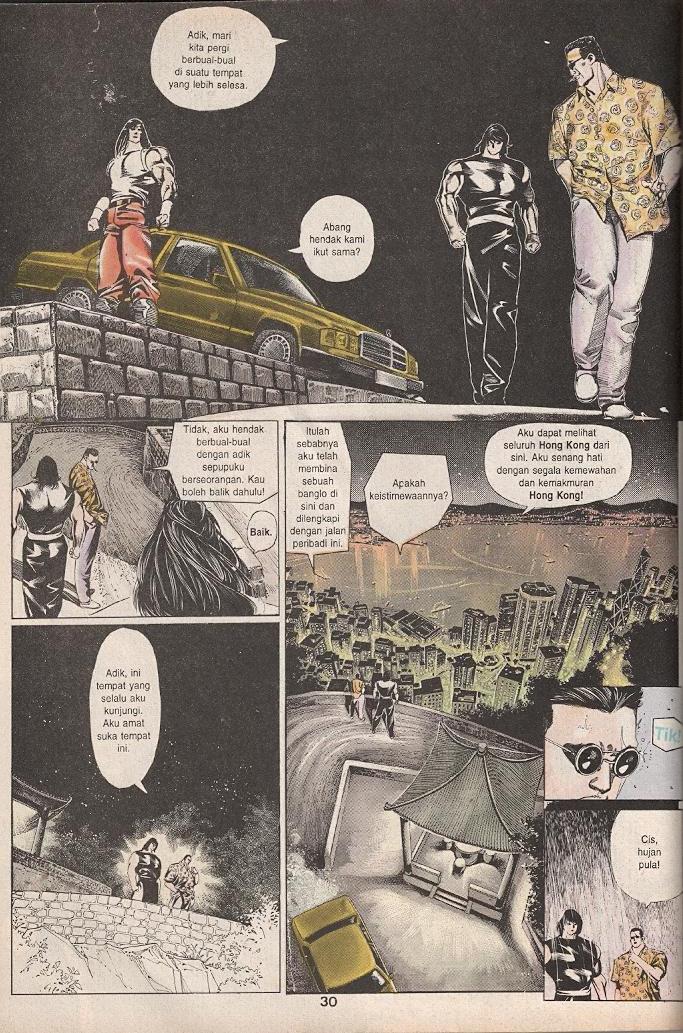 Adik, mari
kita pergi
berbual-bual
di suatu tempat
yang lebih selesa.
Abang
hendak kami
ikut sama?
Tidak, aku hendak
berbual-bual
dengan adik
sepupuku
berseorangan. Kau
boleh balik dahulu!
Baik.
Adik, ini
tempat yang
selalu aku
kunjungi.
Aku amat
suka tempat
ini.
Aku dapat melihat
seluruh Hong Kong dari
sini. Aku senang hati
dengan segala kemewahan
dan kemakmuran
Hong Kong!
Apakah
keistimewaannya?
Itulah
sebabnya
aku telah
membina
sebuah
banglo di
sini dan
dilengkapi
dengan jalan
peribadi ini.
Tik!
Cis,
hujan
pula!
30